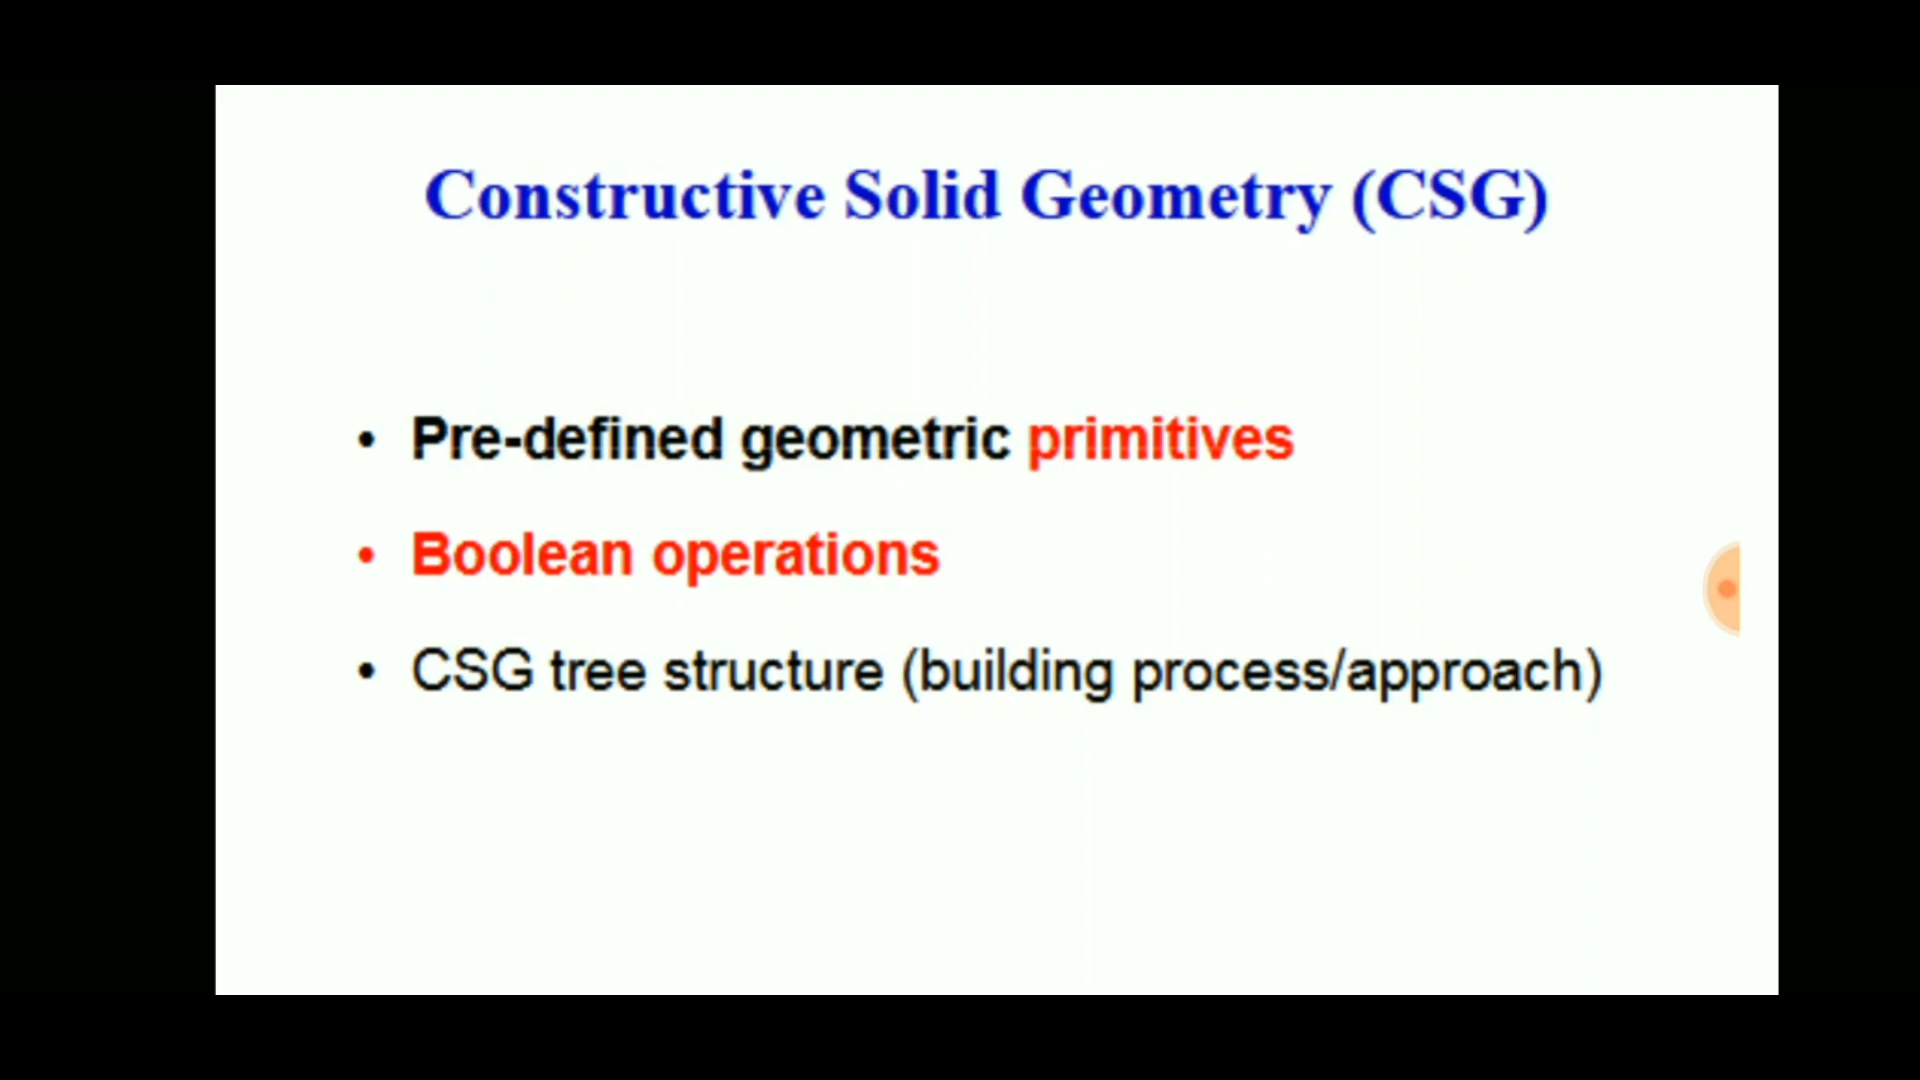 Constructive Solid Geometry (CSG)
• Pre-defined geometric primitives
• Boolean operations
• CSG tree structure (building process/approach)